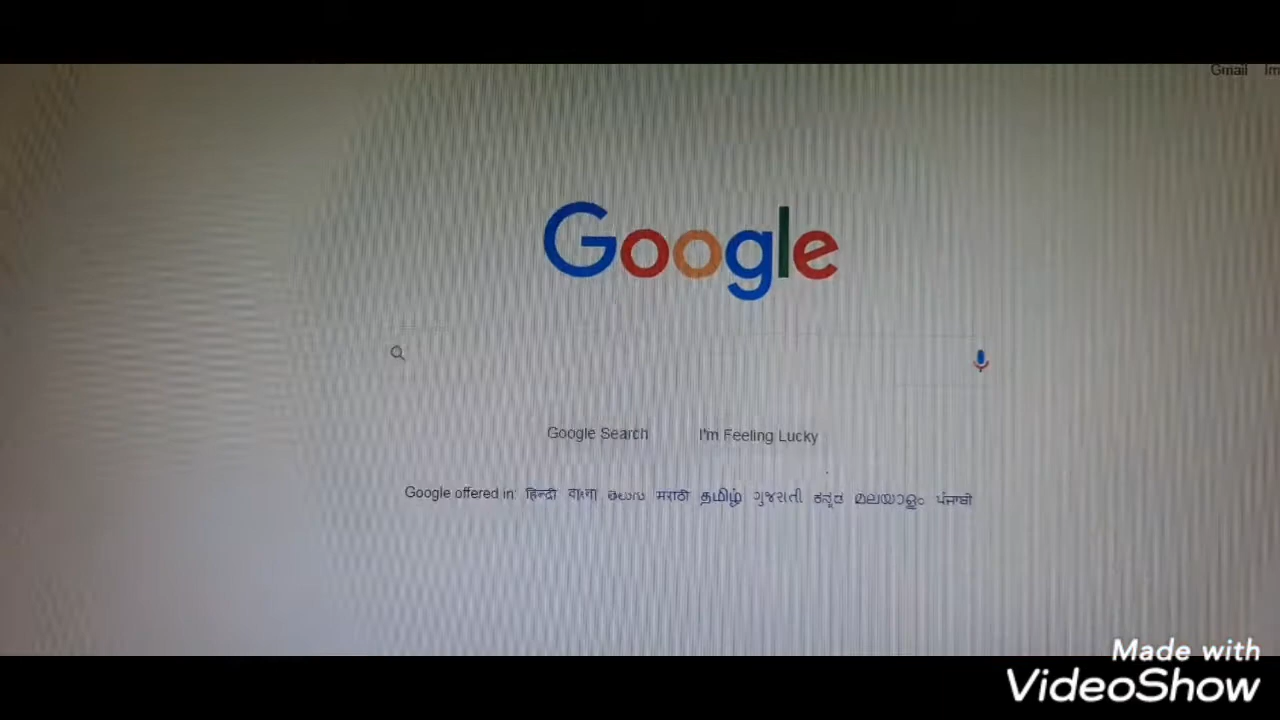 Gmail
Google
Google Search I'm Feeling Lucky
Google offered in: हिन्दी বাংলা తెలుగు मराठी தமிழ் ગુજરાતી ಕನ್ನಡ മലയാളം ਪੰਜਾਬੀ
Made with
VideoShow